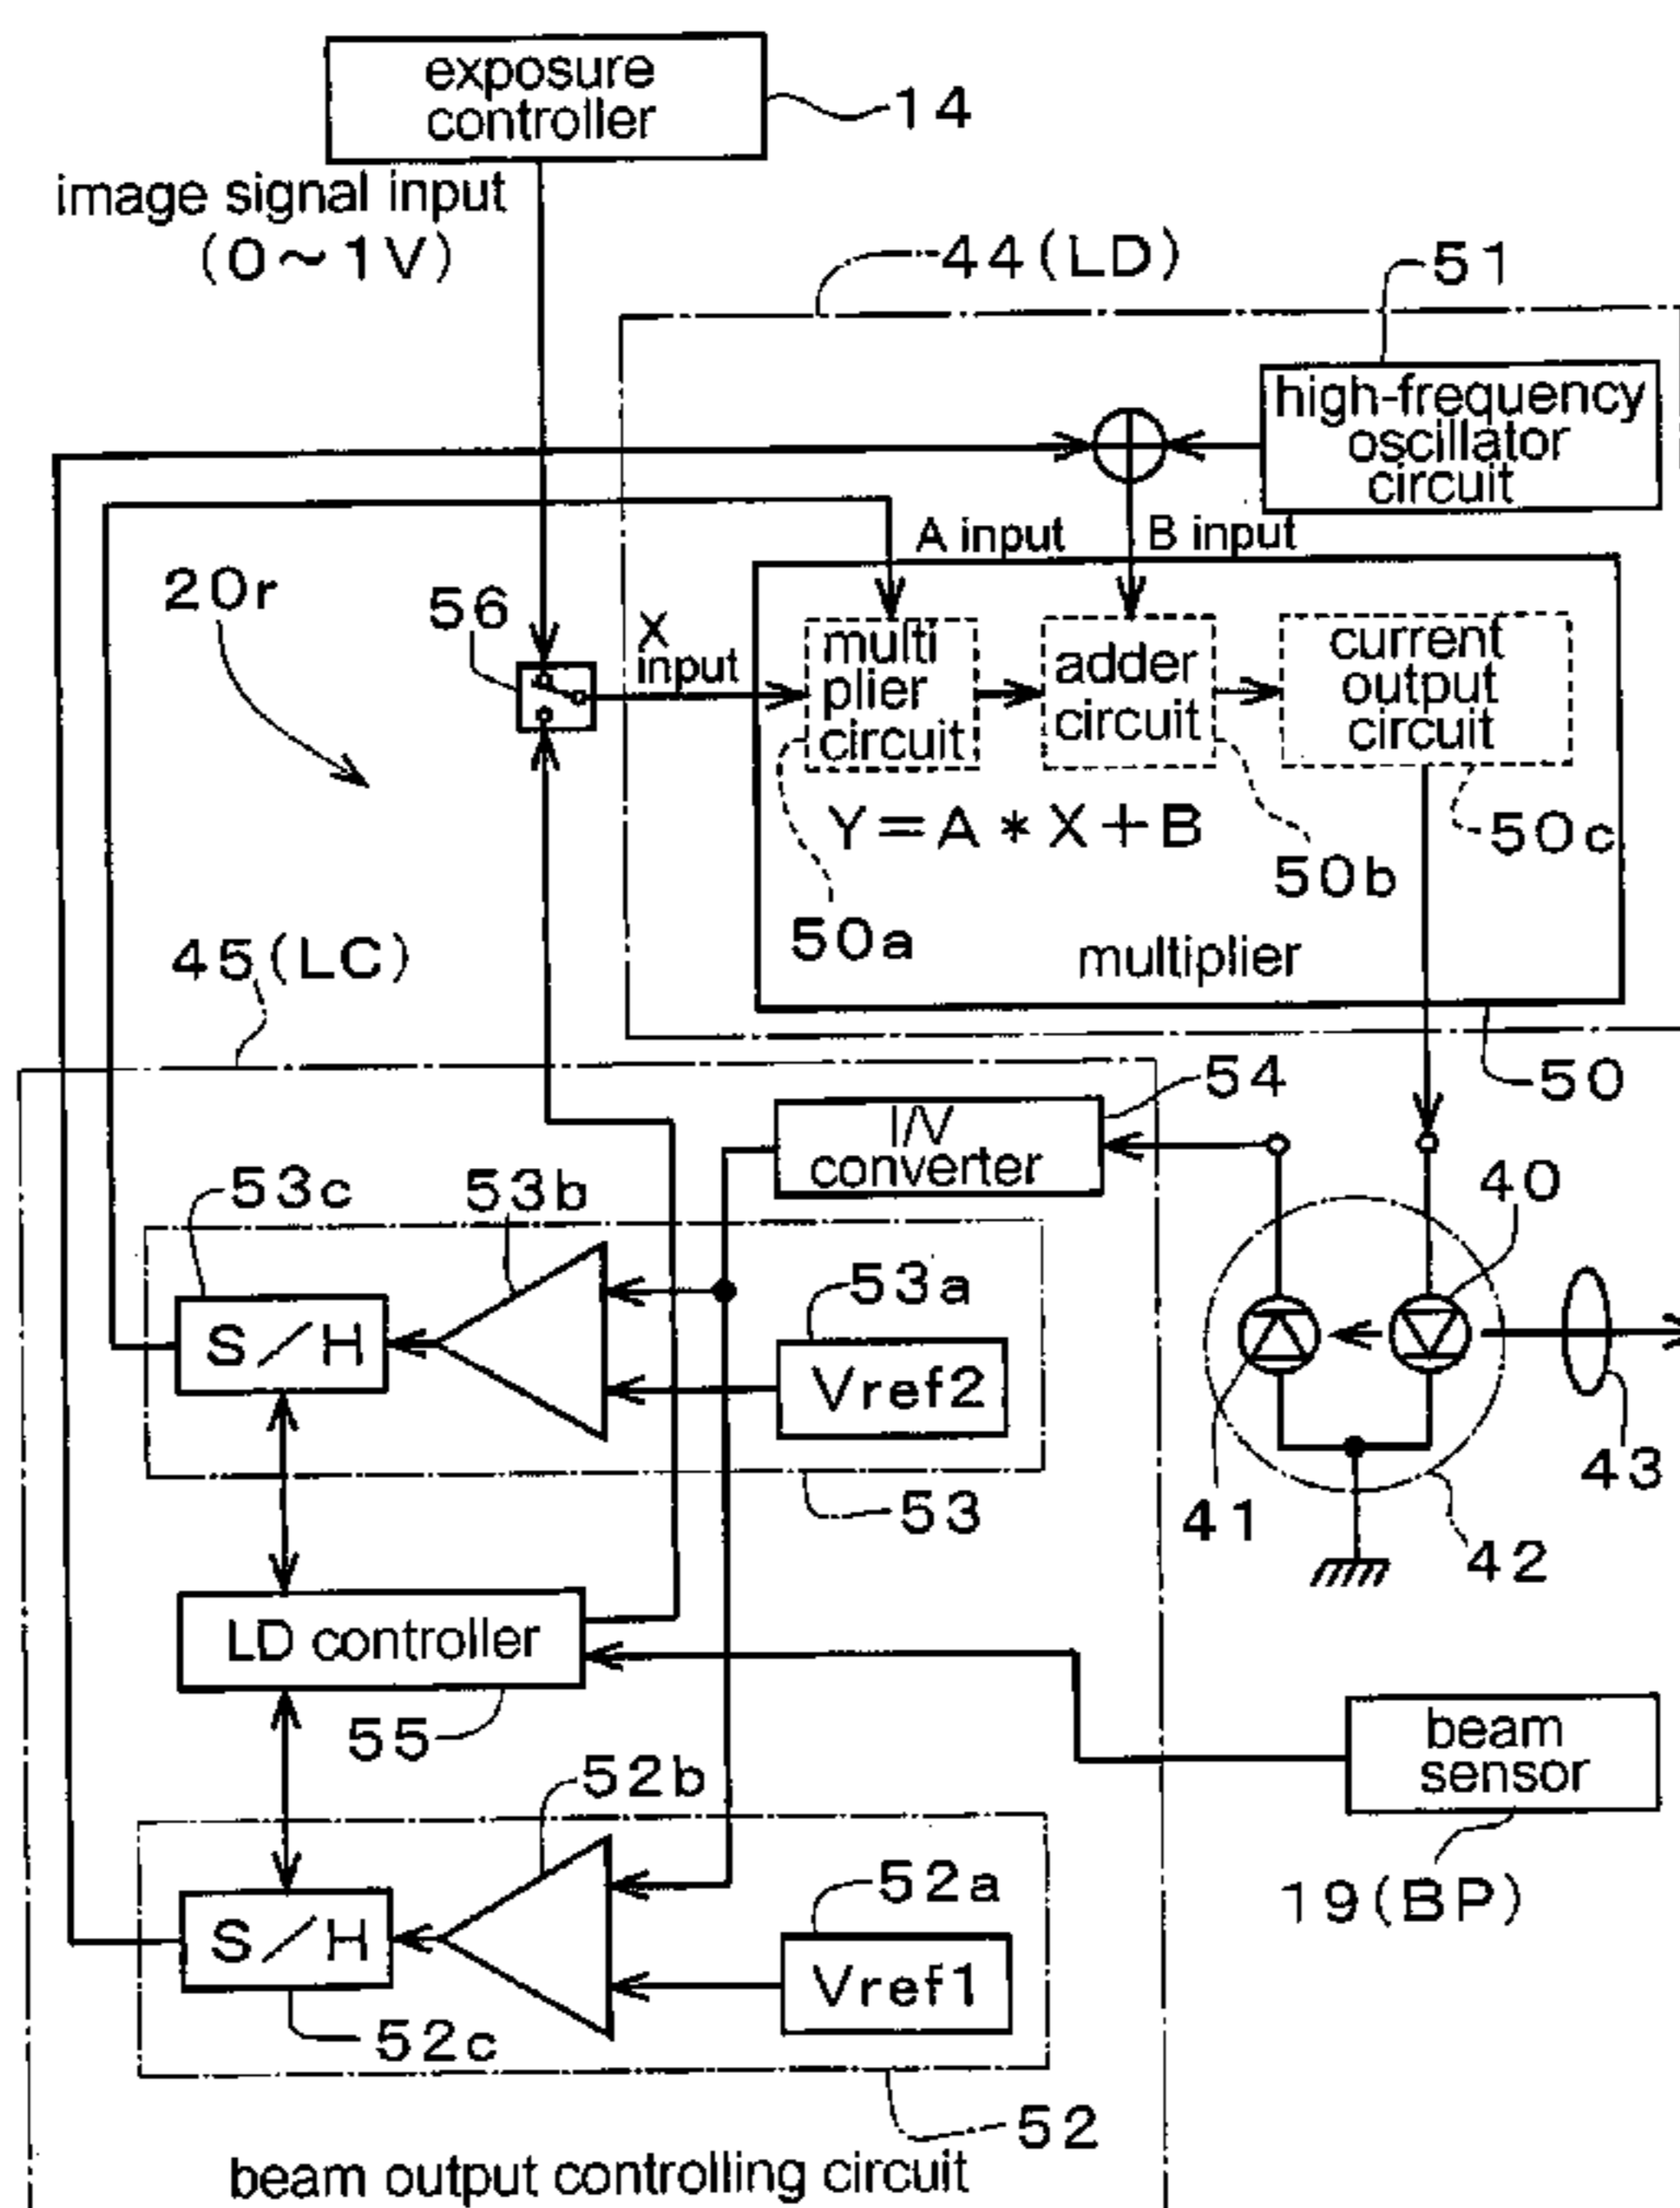 exposure
controller
14
image signal input
(0~1V)
44(LD)
51
high-frequency
oscillator
circuit
A input
B input
20r
56
X
input
multi
plier
circuit
adder
circuit
current
output
circuit
Y=A*X+B
50c
50b
50a
multiplier
45(LC)
50
54
I/V
converter
53c
53b
40
53a
S/H
Vref2
43
53
41
42
LD controller
55
beam
sensor
52b
19(BP)
52a
S/H
Vref1
52c
52
beam output controlling circuit